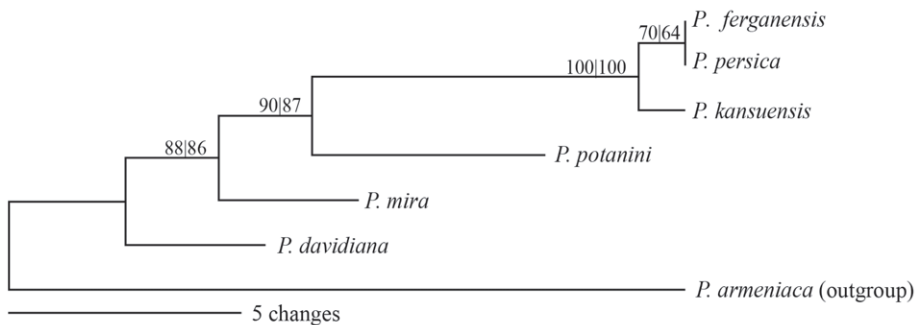 P. ferganensis
70|64
P. persica
100|100
90|87
P. kansuensis
88|86
P. potanini
P. mira
P. davidiana
P. armeniaca (outgroup)
5 changes